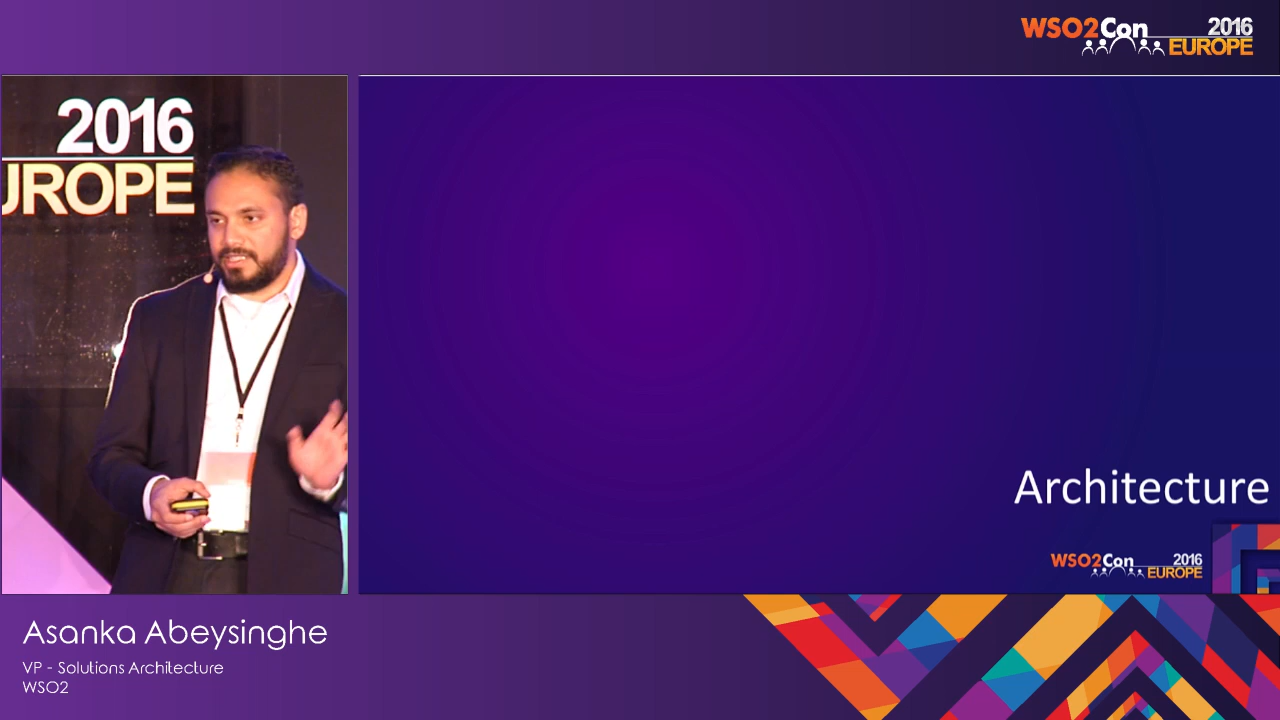 WSO2Con 2016
EUROPE
2016
UROPE
Architecture
WSO2Con 2016
EUROPE
Asanka Abeysinghe
VP - Solutions Architecture
WSO2